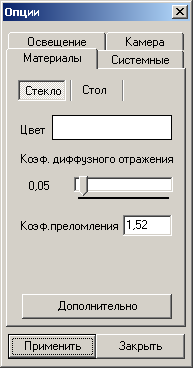 Опции
Освещение Камера
Материалы Системные
Стекло Стол
Цвет
Коэф. диффузного отражения
0,05
Коэф.преломления 1,52
Дополнительно
Применить Закрыть